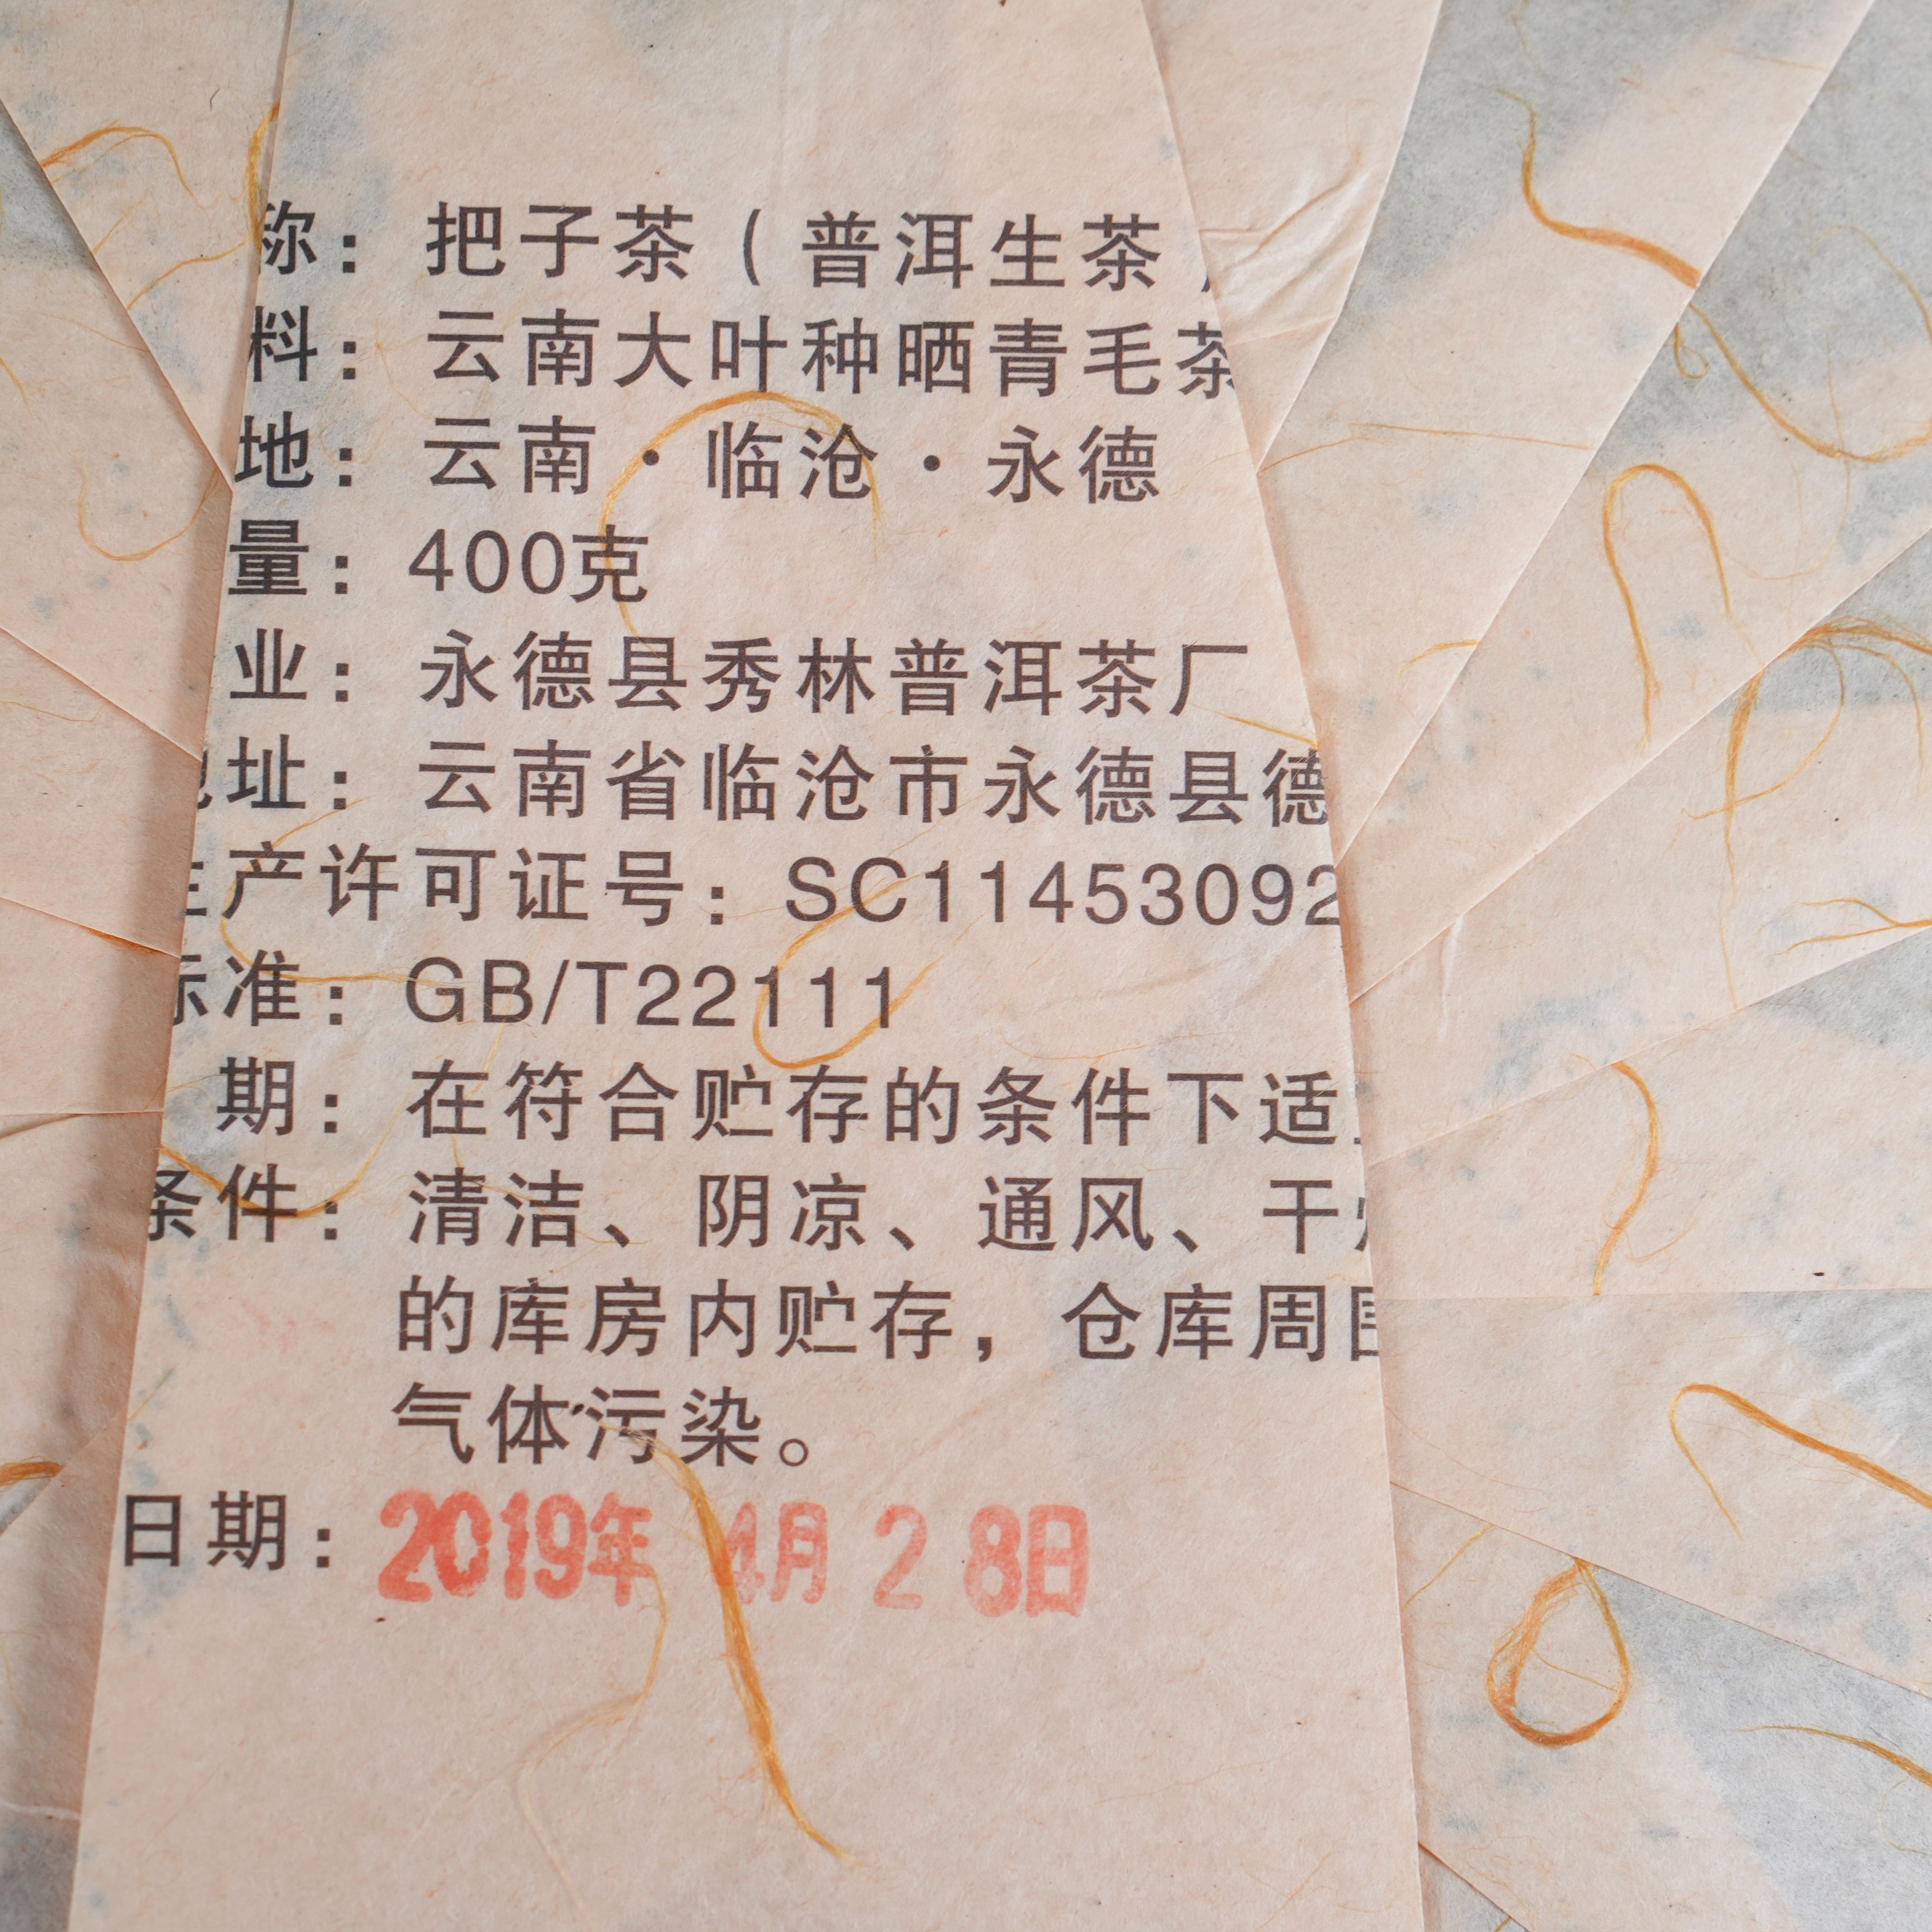 称：把子茶（普洱生茶
料：云南大叶种晒青毛茶
地：云南·临沧·永德
量：400克
业：永德县秀林普洱茶厂
址：云南省临沧市永德县德
生产许可证号：SC11453092
标准：GB/T22111
期：在符合贮存的条件下适
条件：清洁、阴凉、通风、干
的库房内贮存，仓库周围
气体污染。
日期：2019年 4月 28日